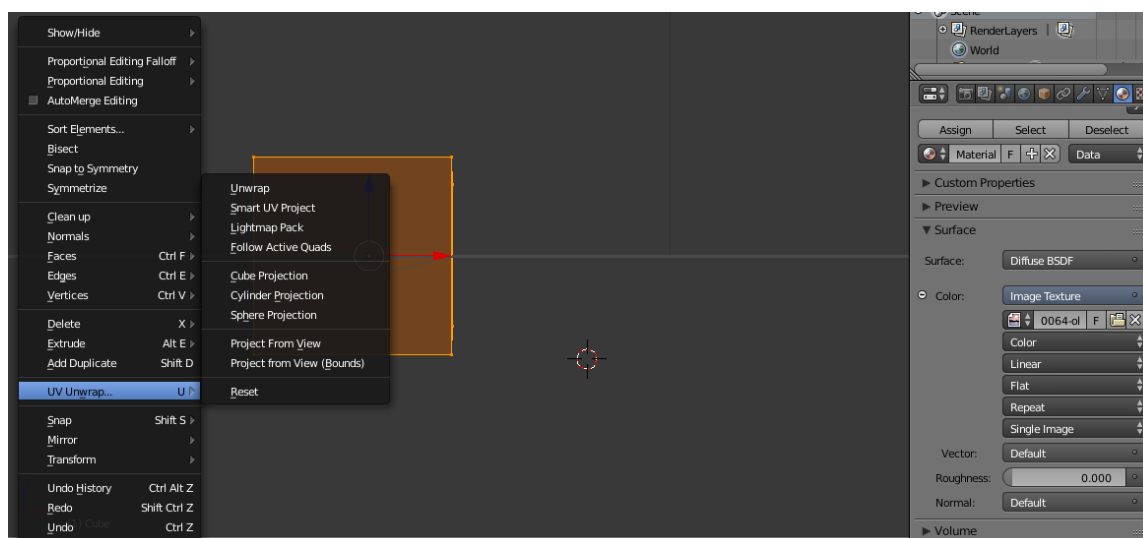 Show/Hide
Proportional Editing Falloff
Proportional Editing
AutoMerge Editing
Sort Elements...
Bisect
Snap to Symmetry
Symmetrize
Clean up
Normals
Faces Ctrl F
Edges Ctrl E
Vertices Ctrl V
Delete X
Extrude Alt E
Add Duplicate Shift D
UV Unwrap... U
Snap Shift S
Mirror
Transform
Undo History Ctrl Alt Z
Redo Shift Ctrl Z
Undo Ctrl Z
Unwrap
Smart UV Project
Lightmap Pack
Follow Active Quads
Cube Projection
Cylinder Projection
Sphere Projection
Project From View
Project from View (Bounds)
Reset
Scene
RenderLayers
World
Assign Select Deselect
Material F Data
Custom Properties
Preview
Surface
Surface: Diffuse BSDF
Color: Image Texture
0064-ol F
Color
Linear
Flat
Repeat
Single Image
Vector: Default
Roughness: 0.000
Normal: Default
Volume